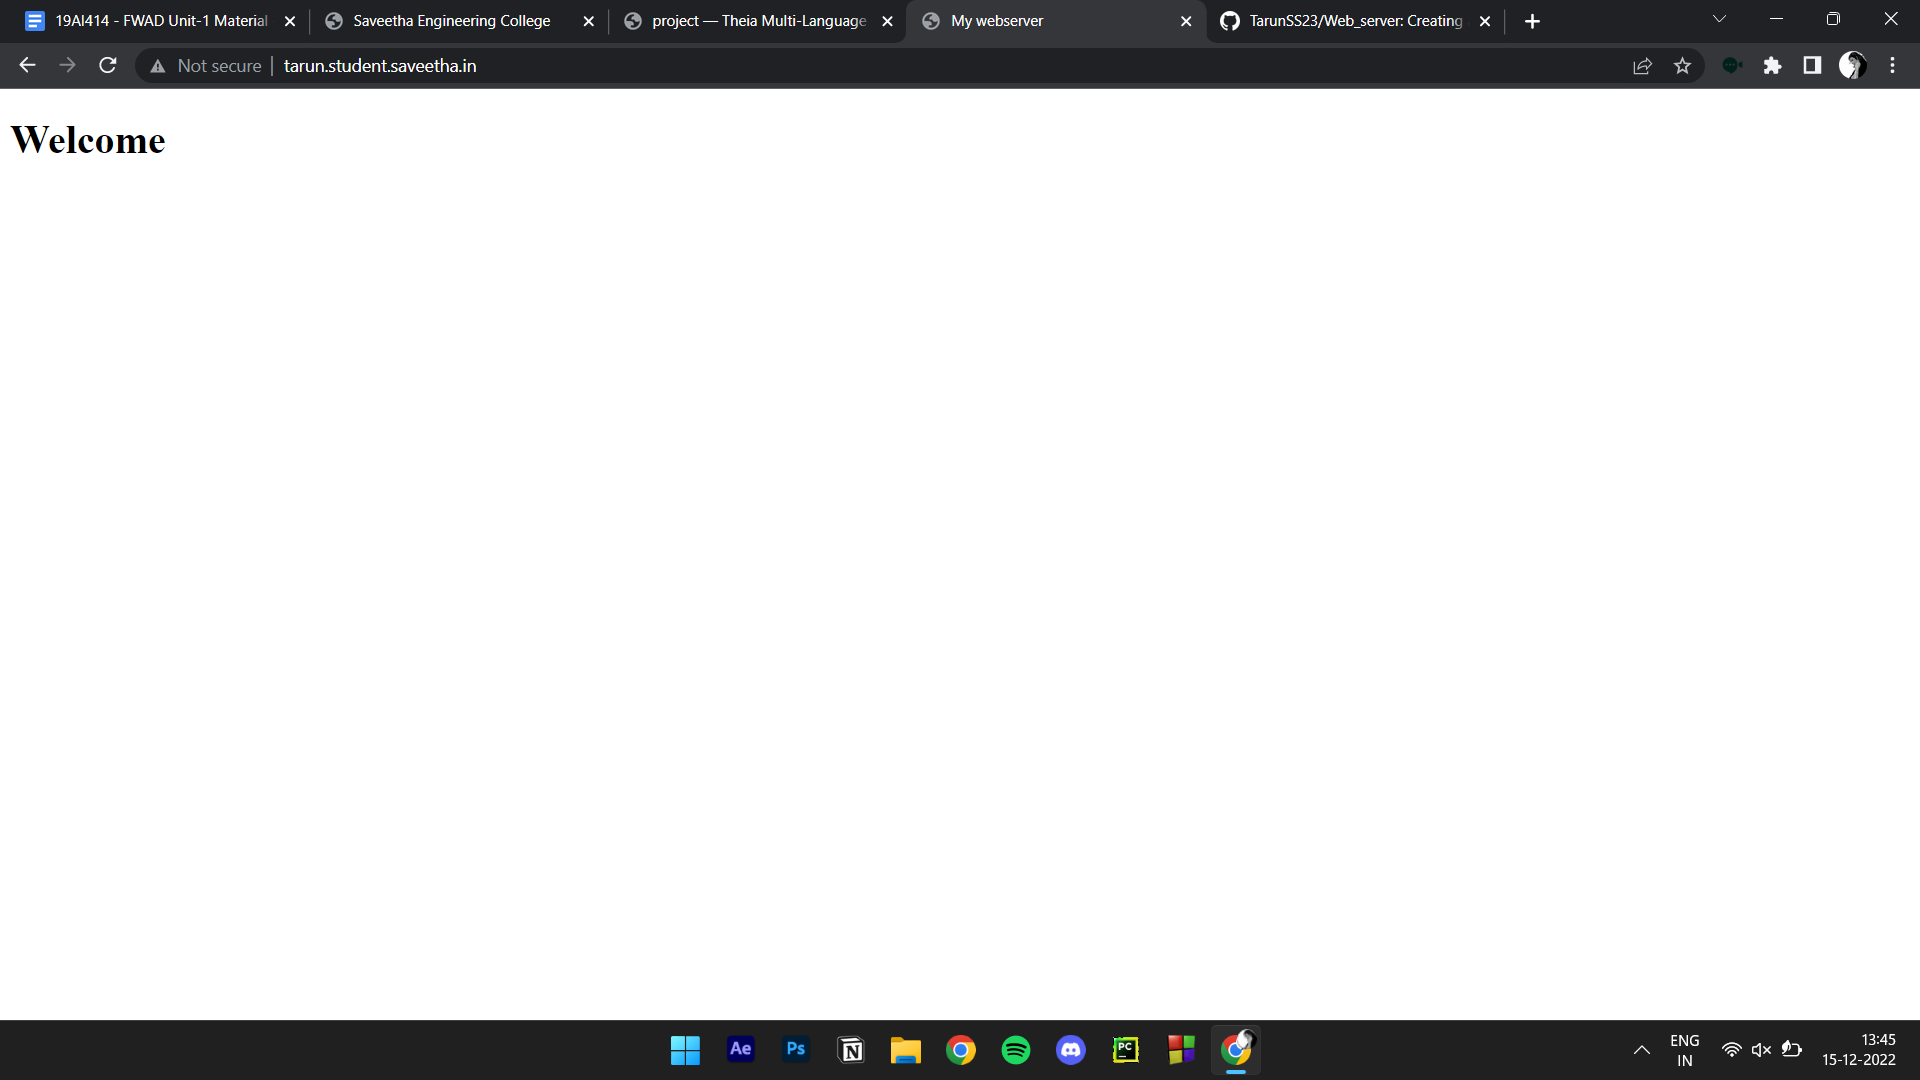 19AI414 - FWAD Unit-1 Material
Saveetha Engineering College
project — Theia Multi-Language
My webserver
TarunSS23/Web_server: Creating
Not secure
tarun.student.saveetha.in
Welcome
Ae
Ps
N
PC
ENG
IN
13:45
15-12-2022